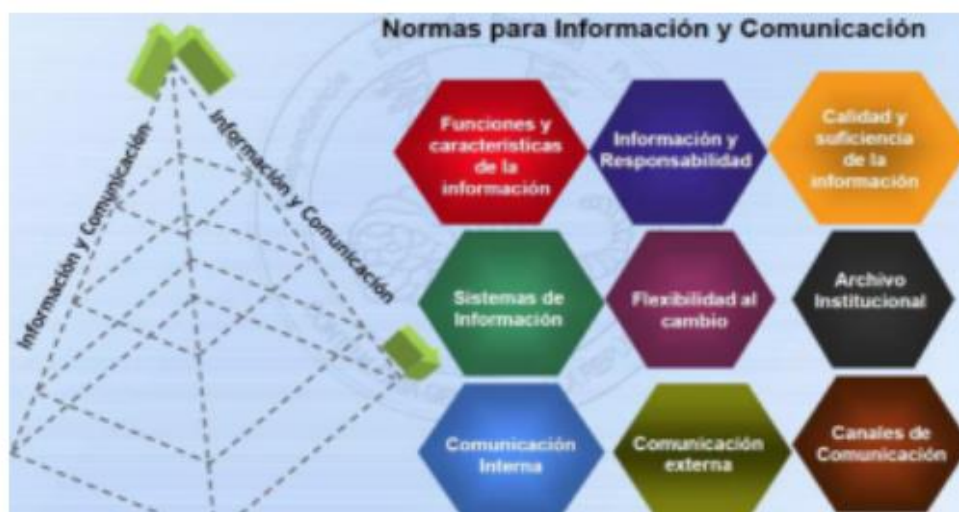 Normas para Información y Comunicación
Información y Comunicación
Información y Comunicación
Funciones y
características
de la
información
Información y
Responsabilidad
Calidad y
suficiencia
de la
información
Sistemas de
Información
Flexibilidad al
cambio
Archivo
Institucional
Comunicación
Interna
Comunicación
externa
Canales de
Comunicación